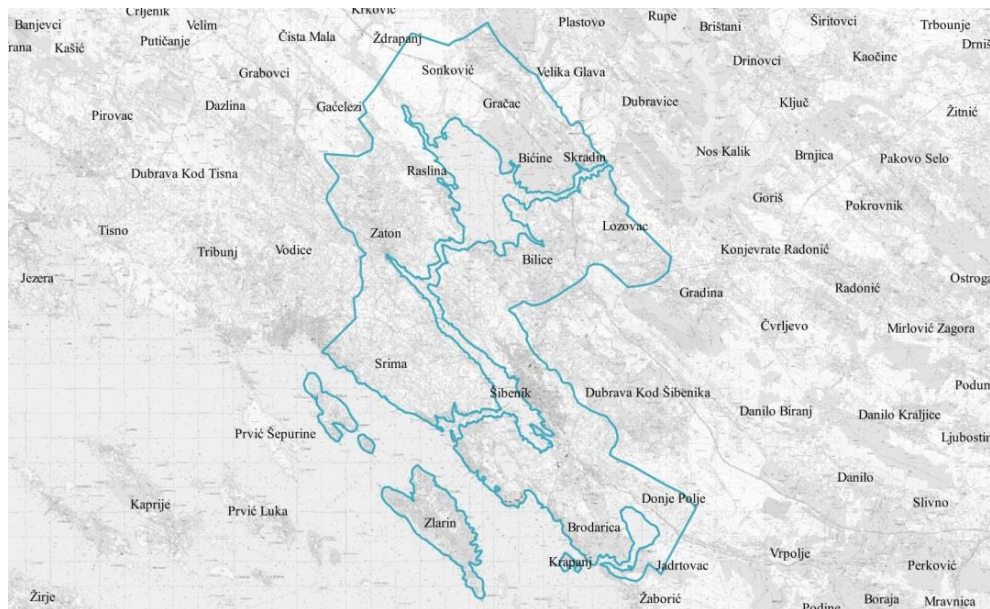 Banjevci
Crljenik
Velim
Krković
Plastovo
Rupe
Brištani
Širitovci
Trbounje
rana
Kašić
Putičanje
Čista Mala
Ždrapanj
Kaočine
Drniš
Grabovci
Sonković
Velika Glava
Drinovci
Pirovac
Dazlina
Gaćelezi
Gračac
Dubravice
Ključ
Žitnić
Dubrava Kod Tisna
Raslina
Bićine
Skradin
Nos Kalik
Brnjica
Pakovo Selo
Goriš
Pokrovnik
Tisno
Tribunj
Vodice
Zaton
Lozovac
Konjevrate Radonić
Jezera
Bilice
Gradina
Radonić
Ostroga
Čvrljevo
Mirlović Zagora
Srima
Šibenik
Dubrava Kod Šibenika
Podum
Danilo Biranj
Danilo Kraljice
Prvić Šepurine
Ljubostin
Danilo
Kaprije
Prvić Luka
Zlarin
Brodarica
Donje Polje
Slivno
Krapanj
Jadrtovac
Vrpolje
Perković
Žirje
Žaborić
Podine
Boraja
Mravnica